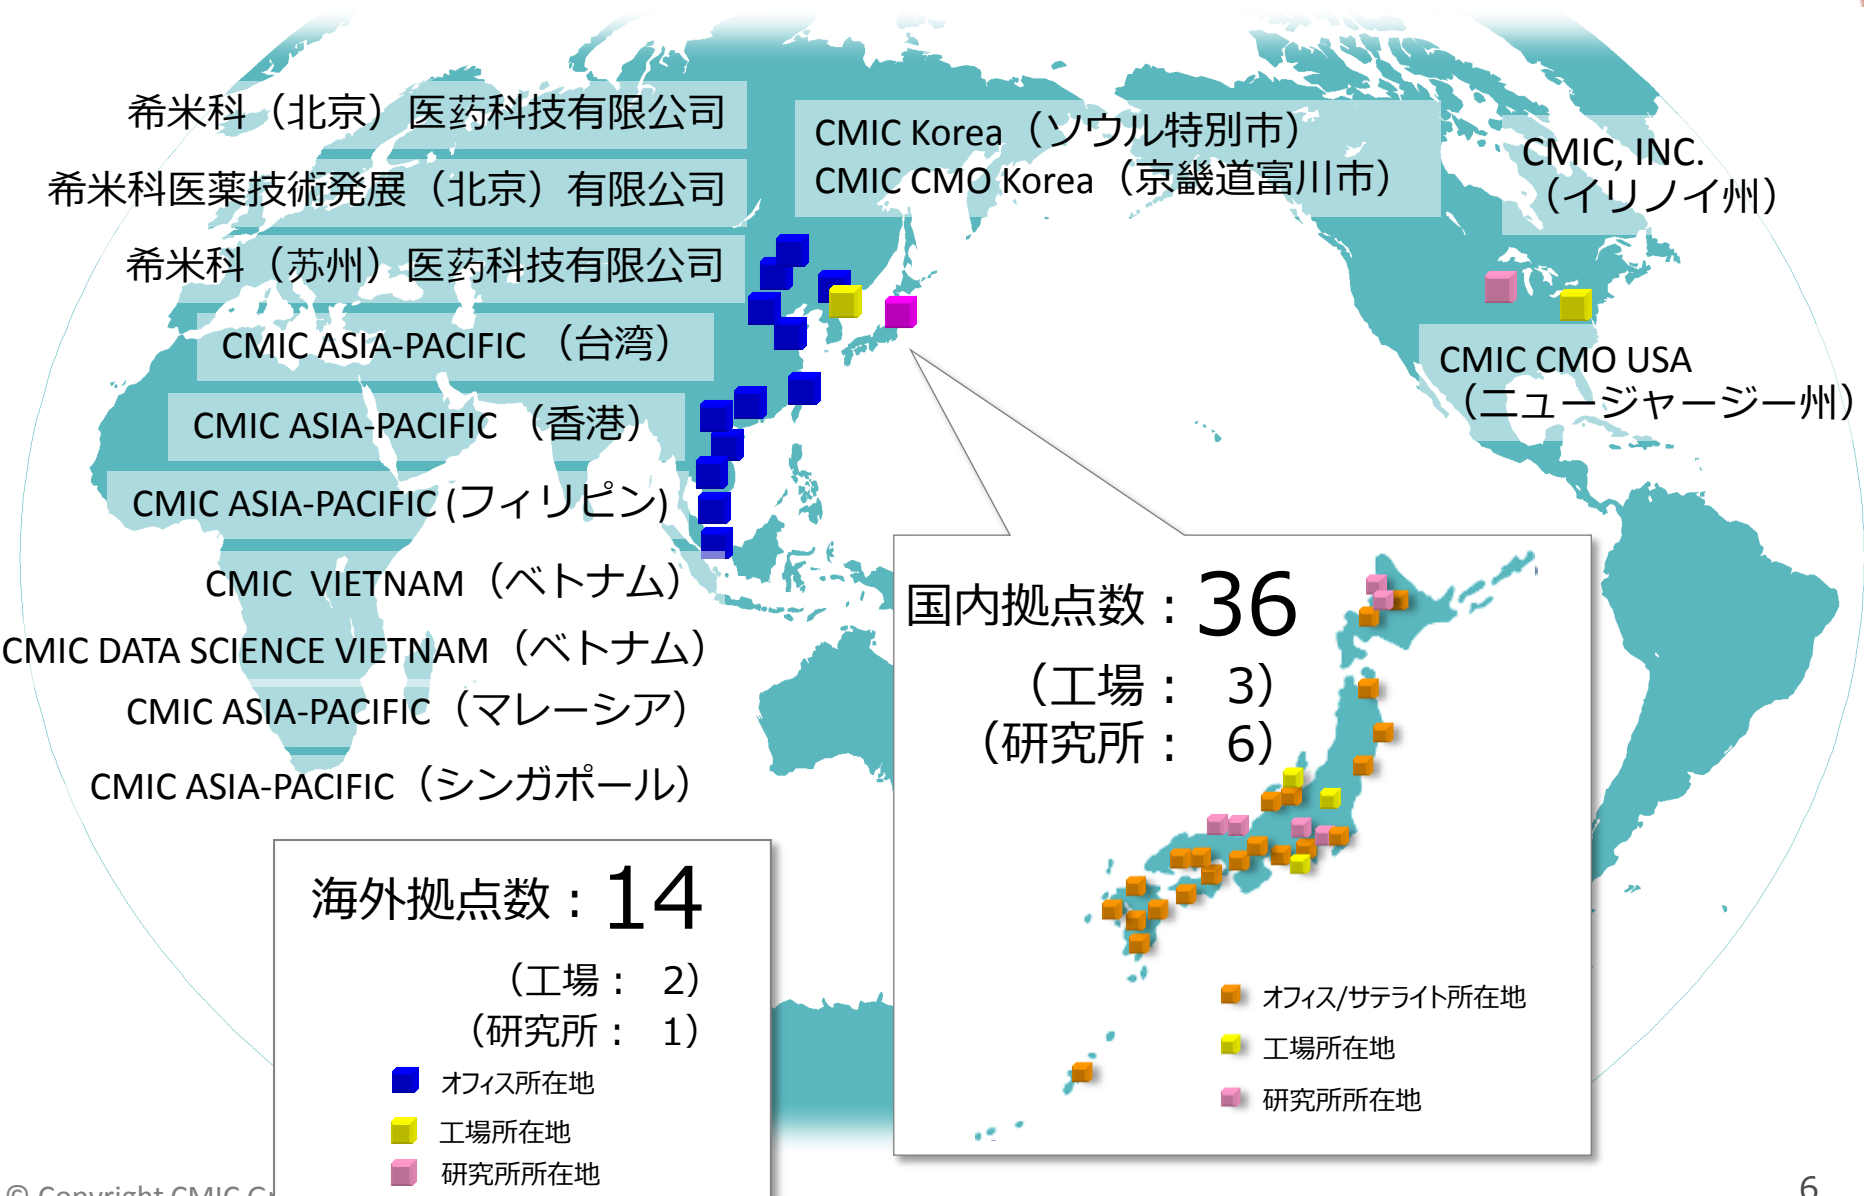 希米科（北京）医药科技有限公司
希米科医薬技術発展（北京）有限公司
希米科（苏州）医药科技有限公司
CMIC ASIA-PACIFIC （台湾）
CMIC ASIA-PACIFIC （香港）
CMIC ASIA-PACIFIC (フィリピン)
CMIC VIETNAM（ベトナム）
CMIC DATA SCIENCE VIETNAM（ベトナム）
CMIC ASIA-PACIFIC（マレーシア）
CMIC ASIA-PACIFIC（シンガポール）
CMIC Korea（ソウル特別市）
CMIC CMO Korea（京畿道富川市）
CMIC, INC.
（イリノイ州）
CMIC CMO USA
（ニュージャージー州）
海外拠点数：14
（工場： 2）
（研究所： 1）
オフィス所在地
工場所在地
研究所所在地
国内拠点数：36
（工場： 3）
（研究所： 6）
オフィス/サテライト所在地
工場所在地
研究所所在地
© Copyright CMIC
6